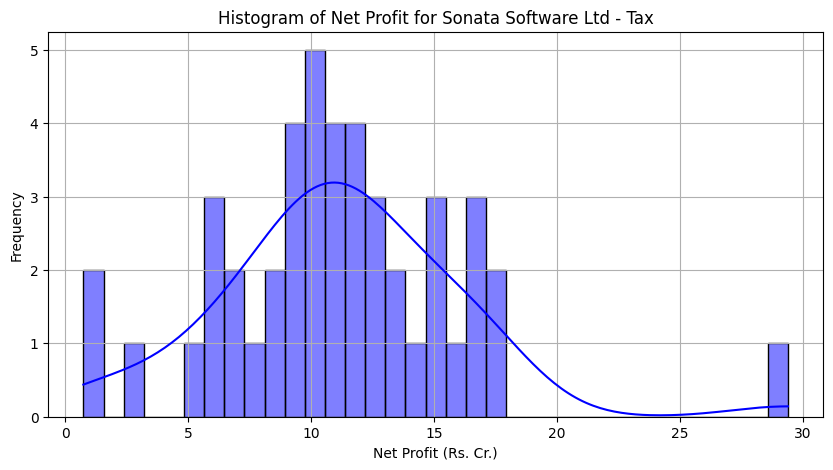 Histogram of Net Profit for Sonata Software Ltd - Tax
5
4
3
2
1
0
Frequency
0 5 10 15 20 25 30
Net Profit (Rs. Cr.)